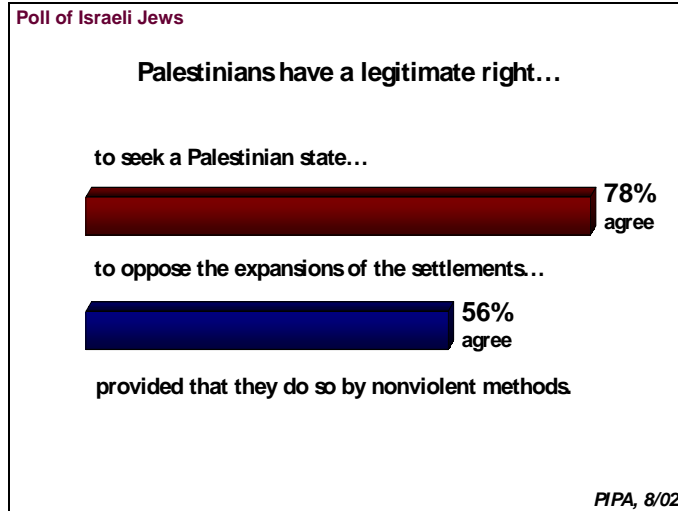 Poll of Israeli Jews
Palestinians have a legitimate right…
to seek a Palestinian state…
78%
agree
to oppose the expansions of the settlements…
56%
agree
provided that they do so by nonviolent methods.
PIPA, 8/02